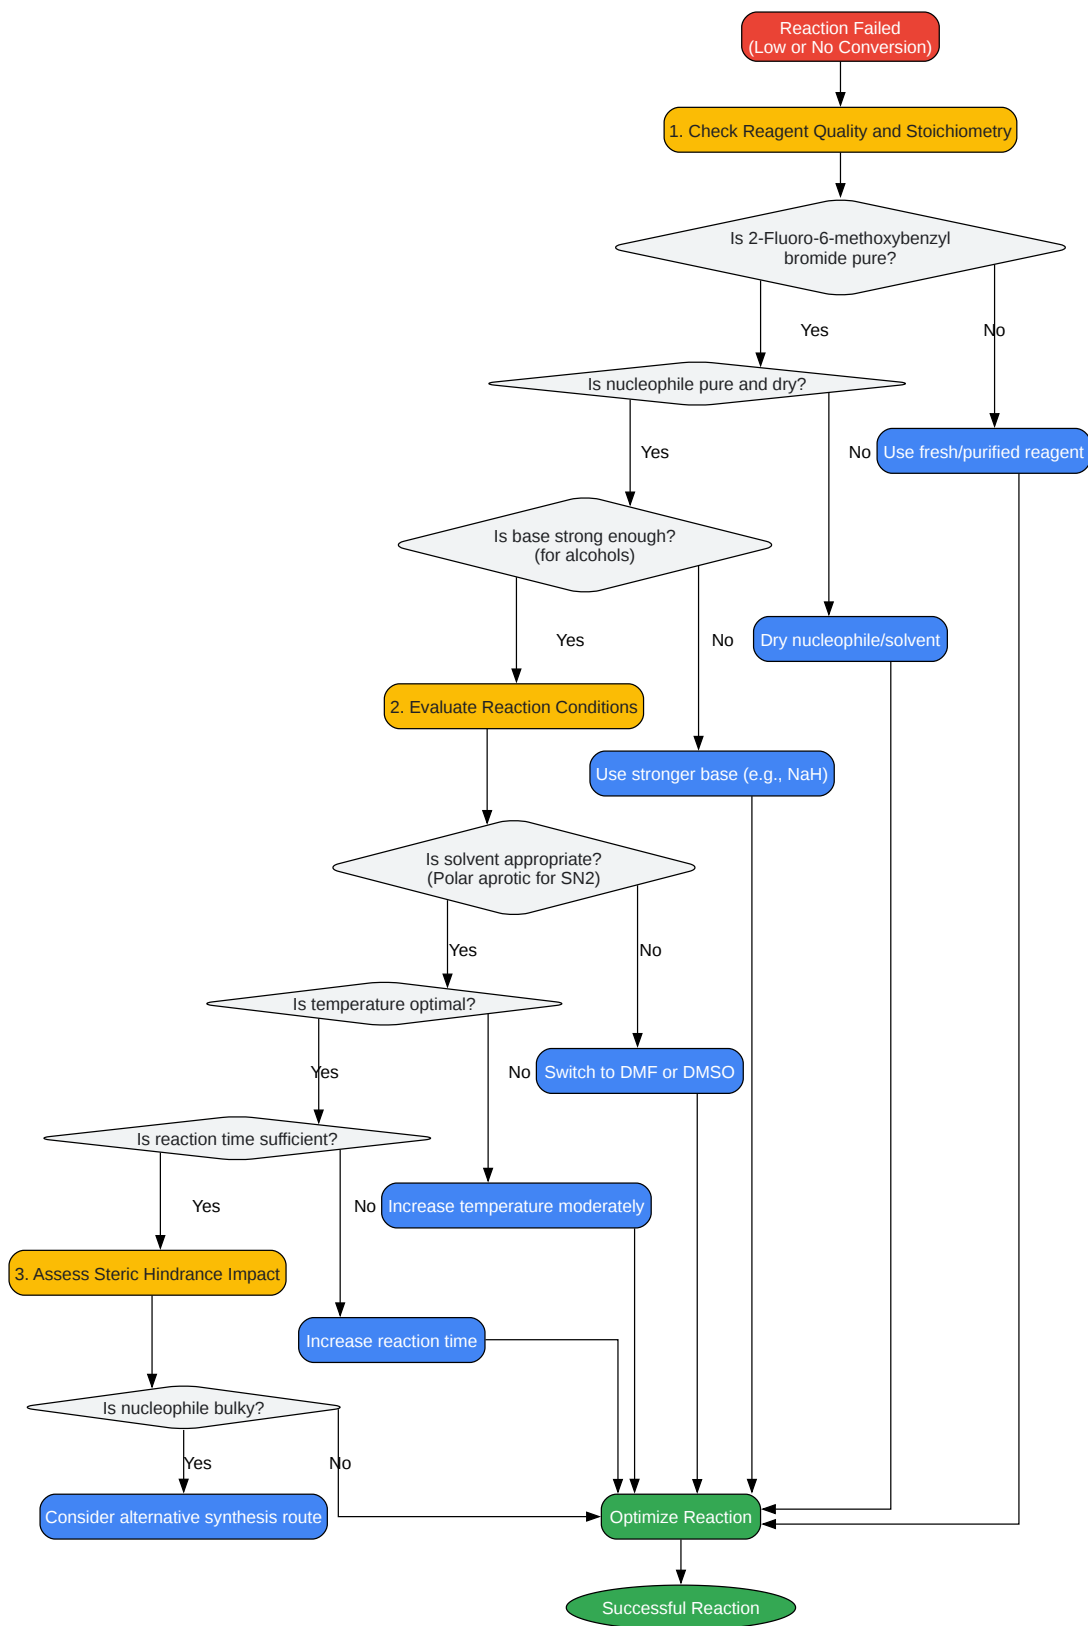 Reaction Failed
(Low or No Conversion)
1. Check Reagent Quality and Stoichiometry
Is 2-Fluoro-6-methoxybenzyl
bromide pure?
Yes
No
Is nucleophile pure and dry?
Yes
No
Use fresh/purified reagent
Is base strong enough?
(for alcohols)
Yes
No
Dry nucleophile/solvent
2. Evaluate Reaction Conditions
Use stronger base (e.g., NaH)
Is solvent appropriate?
(Polar aprotic for SN2)
Yes
No
Is temperature optimal?
Yes
No
Switch to DMF or DMSO
Is reaction time sufficient?
Yes
No
Increase temperature moderately
3. Assess Steric Hindrance Impact
Increase reaction time
Is nucleophile bulky?
Yes
No
Consider alternative synthesis route
Optimize Reaction
Successful Reaction